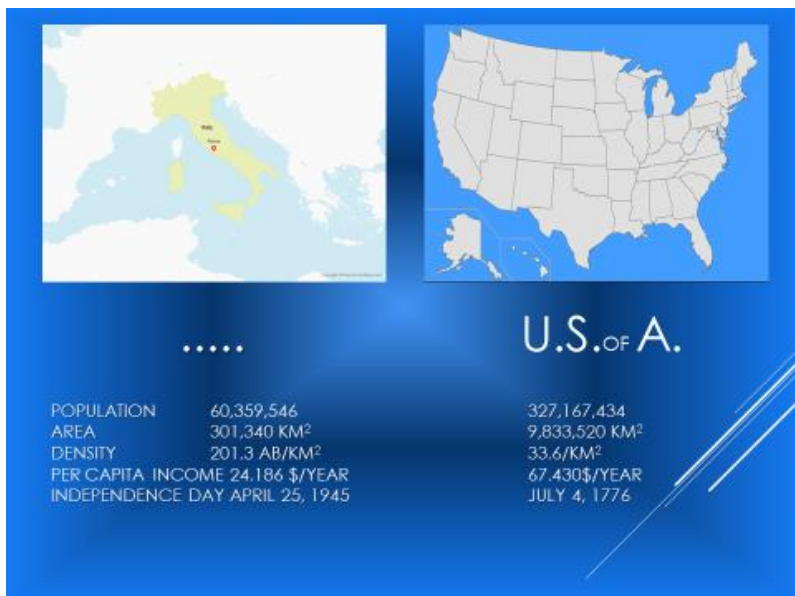 Italy
Rome
.....
U.S.OF A.
POPULATION 60,359,546 327,167,434
AREA 301,340 KM² 9,833,520 KM²
DENSITY 201.3 AB/KM² 33.6/KM²
PER CAPITA INCOME 24.186 $/YEAR 67.430$/YEAR
INDEPENDENCE DAY APRIL 25, 1945 JULY 4, 1776